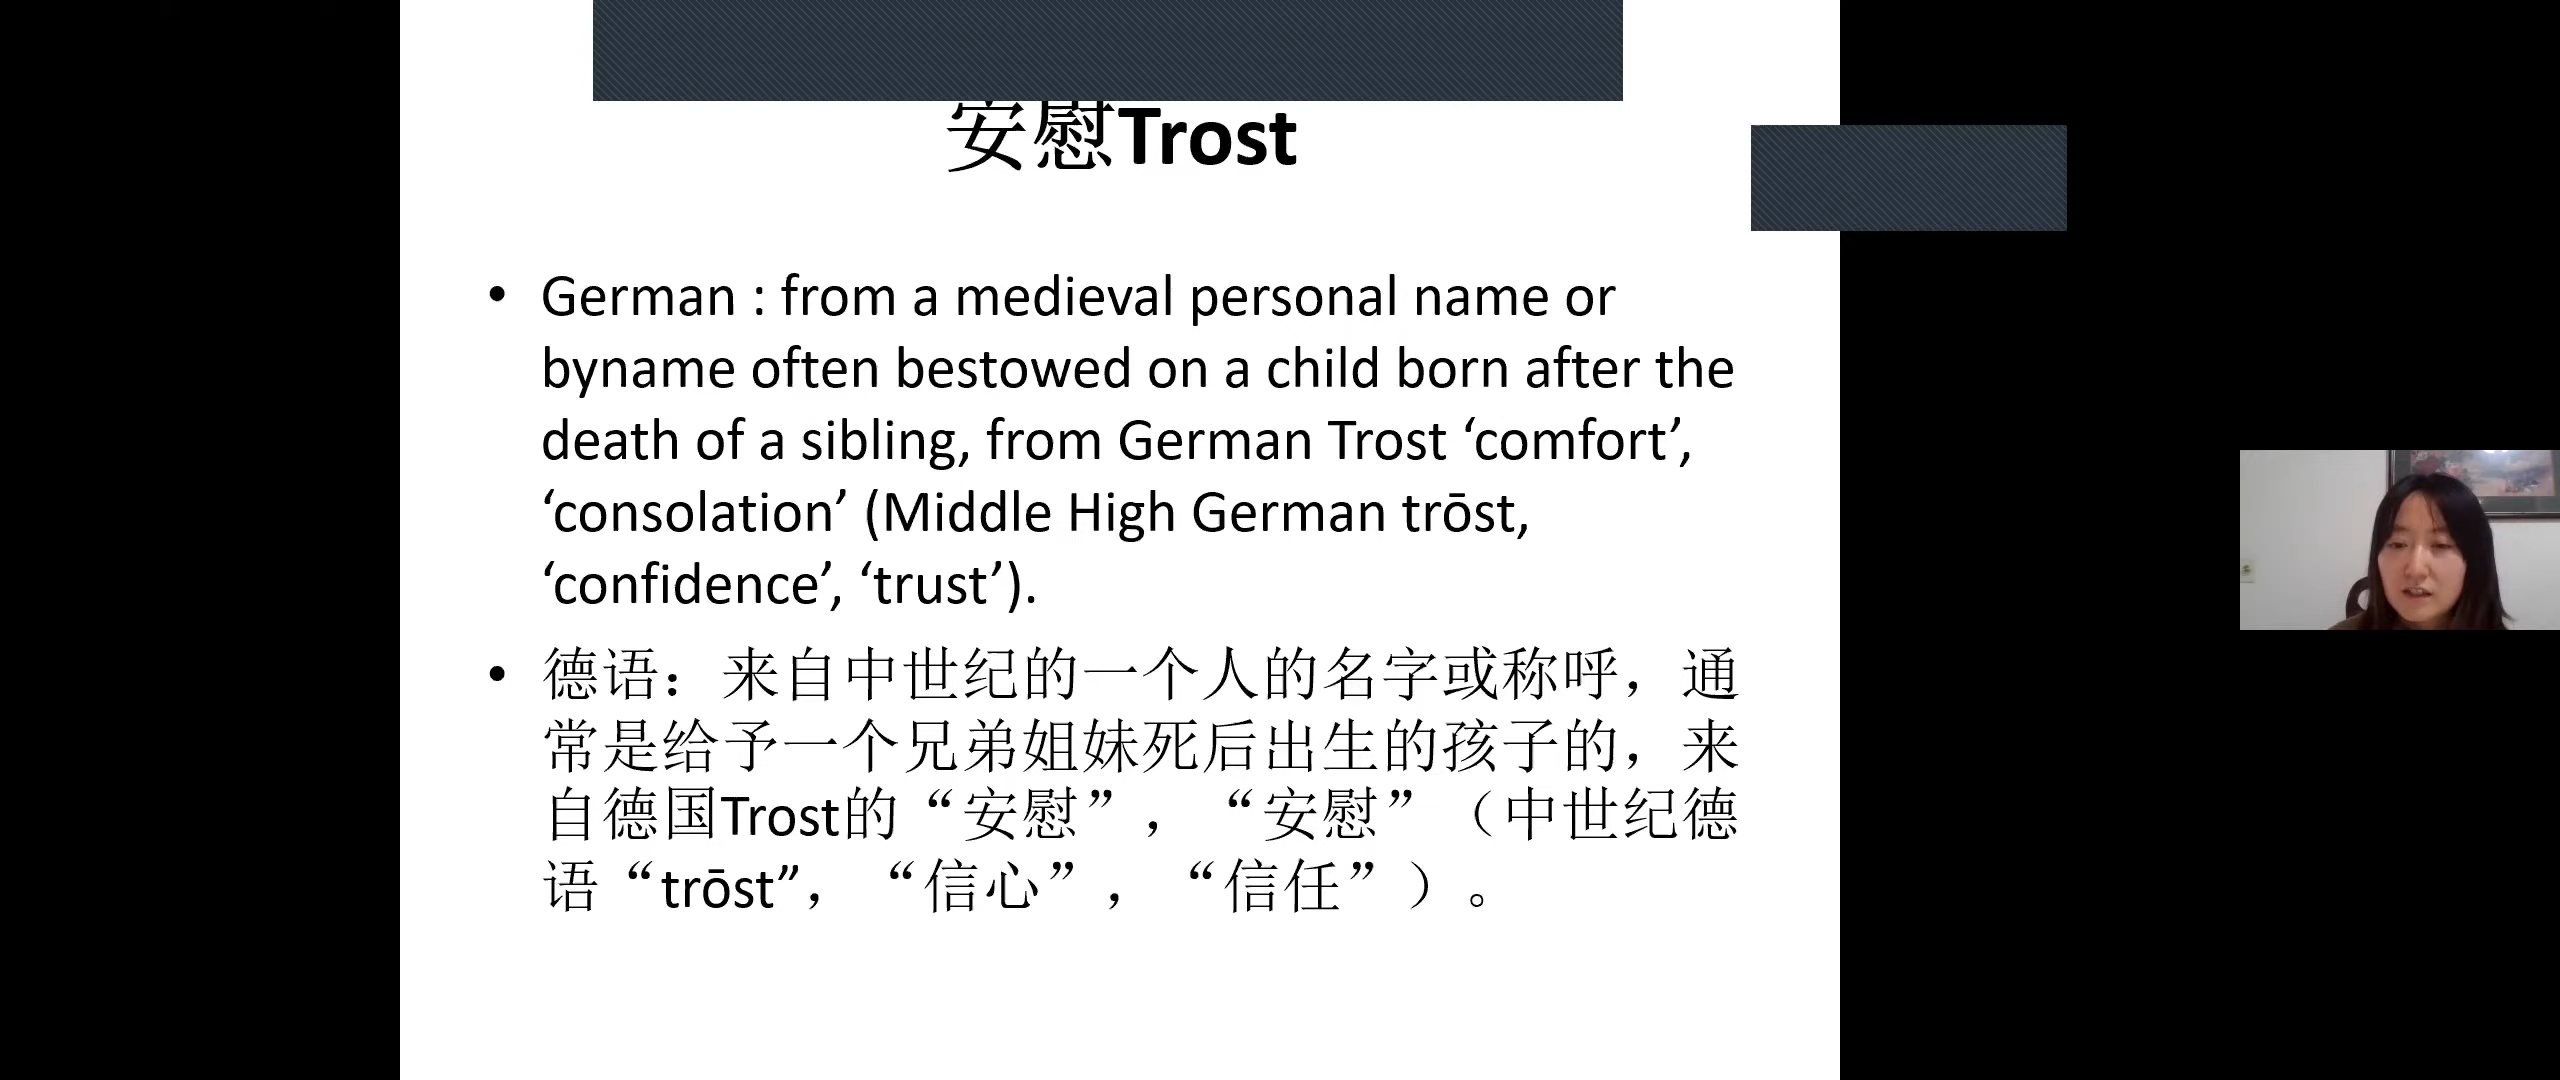 安慰Trost
• German : from a medieval personal name or
byname often bestowed on a child born after the
death of a sibling, from German Trost ‘comfort’,
‘consolation’ (Middle High German trōst,
‘confidence’, ‘trust’).
• 德语：来自中世纪的一个人的名字或称呼，通
常是给予一个兄弟姐妹死后出生的孩子的，来
自德国Trost的“安慰”，“安慰”（中世纪德
语“trōst”，“信心”，“信任”）。